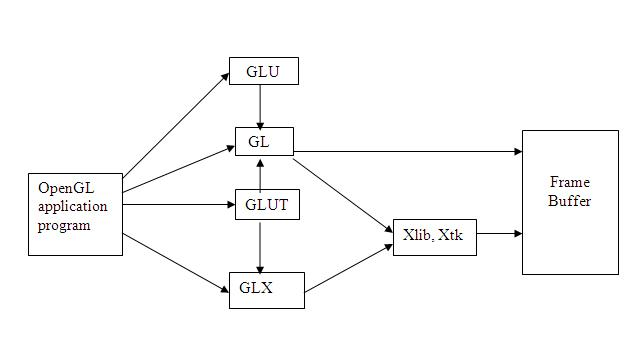 GLU
GL
OpenGL
application
program
GLUT
GLX
Xlib, Xtk
Frame
Buffer